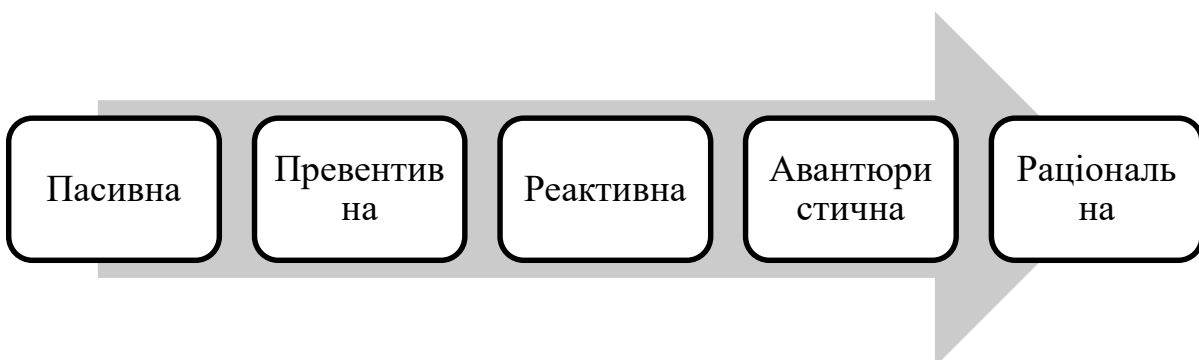 Пасивна
Превентив
на
Реактивна
Авантюри
стична
Раціональ
на